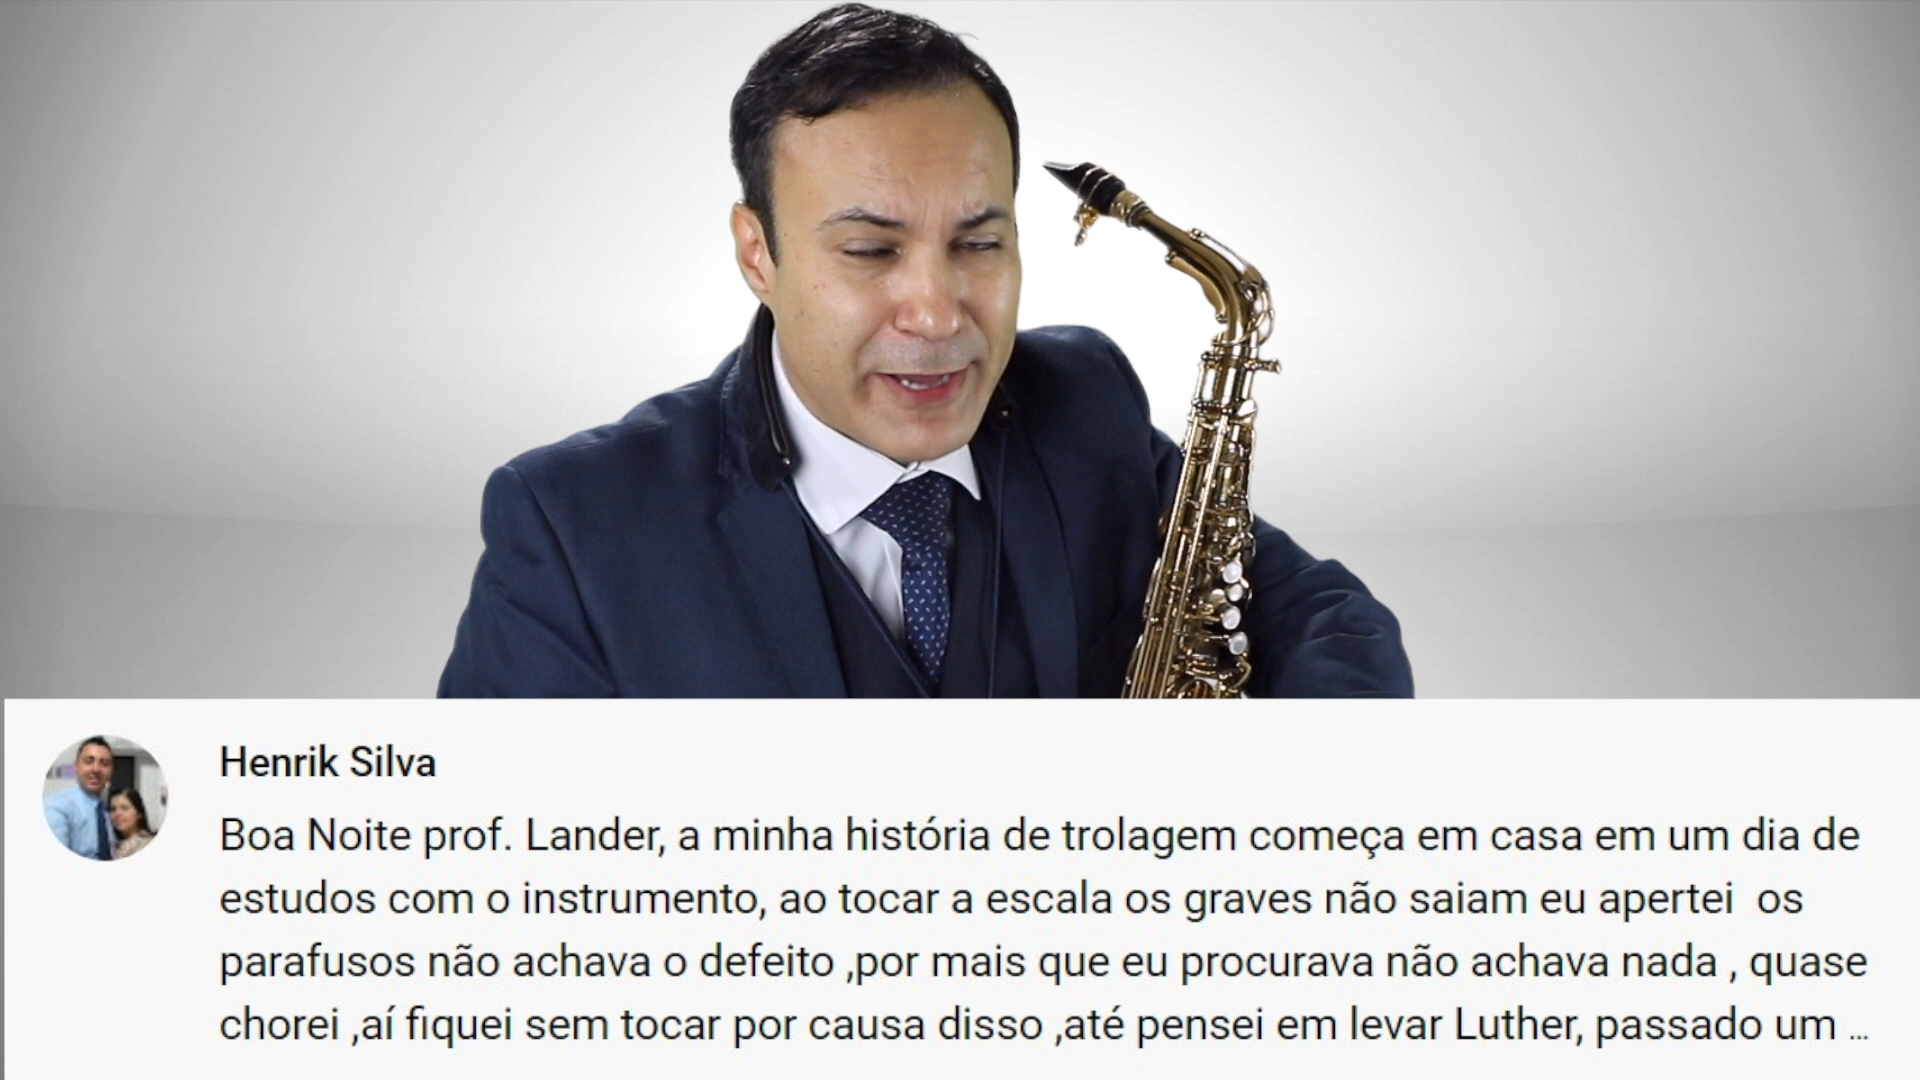 Henrik Silva
Boa Noite prof. Lander, a minha história de trolagem começa em casa em um dia de
estudos com o instrumento, ao tocar a escala os graves não saiam eu apertei  os
parafusos não achava o defeito ,por mais que eu procurava não achava nada , quase
chorei ,aí fiquei sem tocar por causa disso ,até pensei em levar Luther, passado um ...